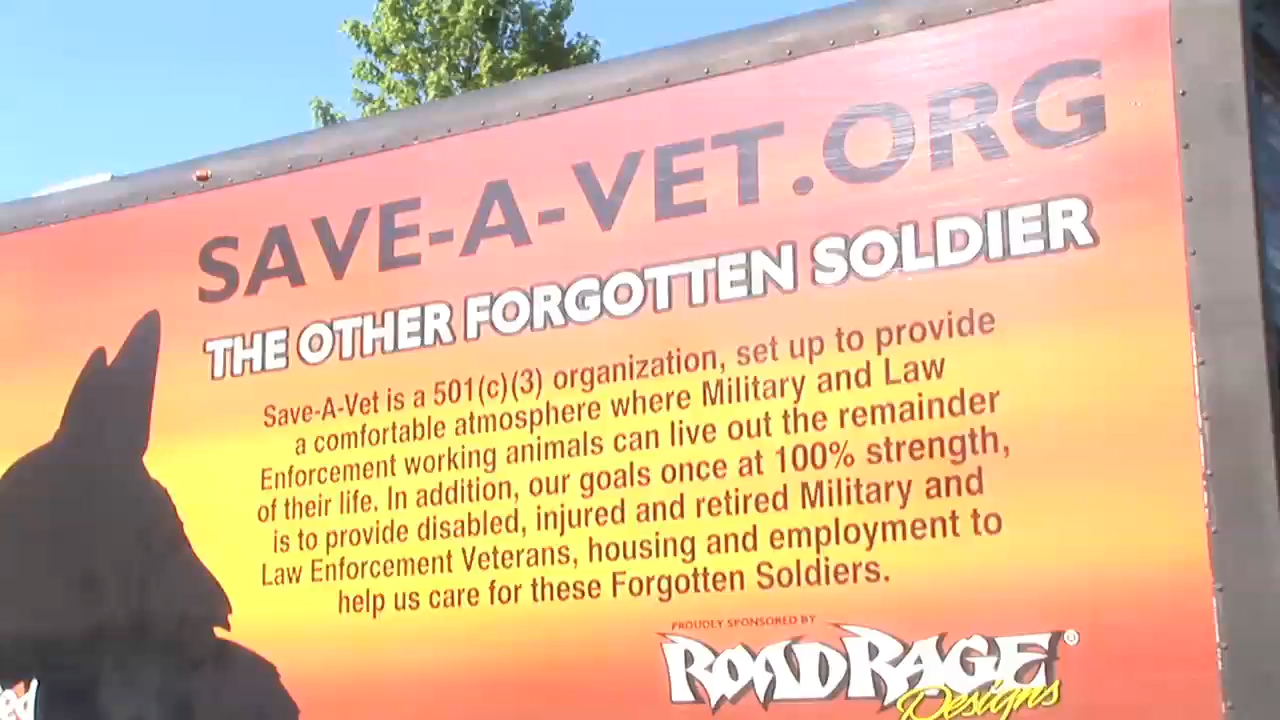 SAVE-A-VET.ORG
THE OTHER FORGOTTEN SOLDIER
Save-A-Vet is a 501(c)(3) organization, set up to provide
a comfortable atmosphere where Military and Law
Enforcement working animals can live out the remainder
of their life. In addition, our goals once at 100% strength,
is to provide disabled, injured and retired Military and
Law Enforcement Veterans, housing and employment to
help us care for these Forgotten Soldiers.
PROUDLY SPONSORED BY
ROAD RAGE®
Designs